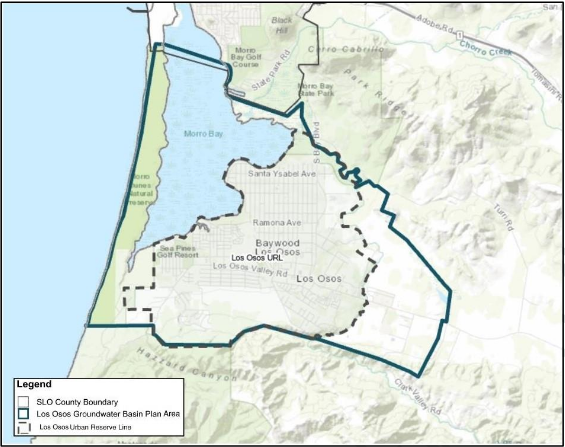 San
Black
Hill
Adobe Rd
1
Chorro Creek
Morro
Bay Golf
Course
State Park Rd
Cerro Cabrillo
Park Ridge
Morro Bay
State Park
Morro Bay
S Bay Blvd
Santa Ysabel Ave
Turri Rd
Morro
Dunes
Natural
Preserve
Ramona Ave
Sea Pines
Golf Resort
Baywood
Los Osos
Los Osos URL
Los Osos Valley Rd
Los Osos
Hazzard Canyon
Clark Valley Rd
Legend
SLO County Boundary
Los Osos Groundwater Basin Plan Area
Los Osos Urban Reserve Line